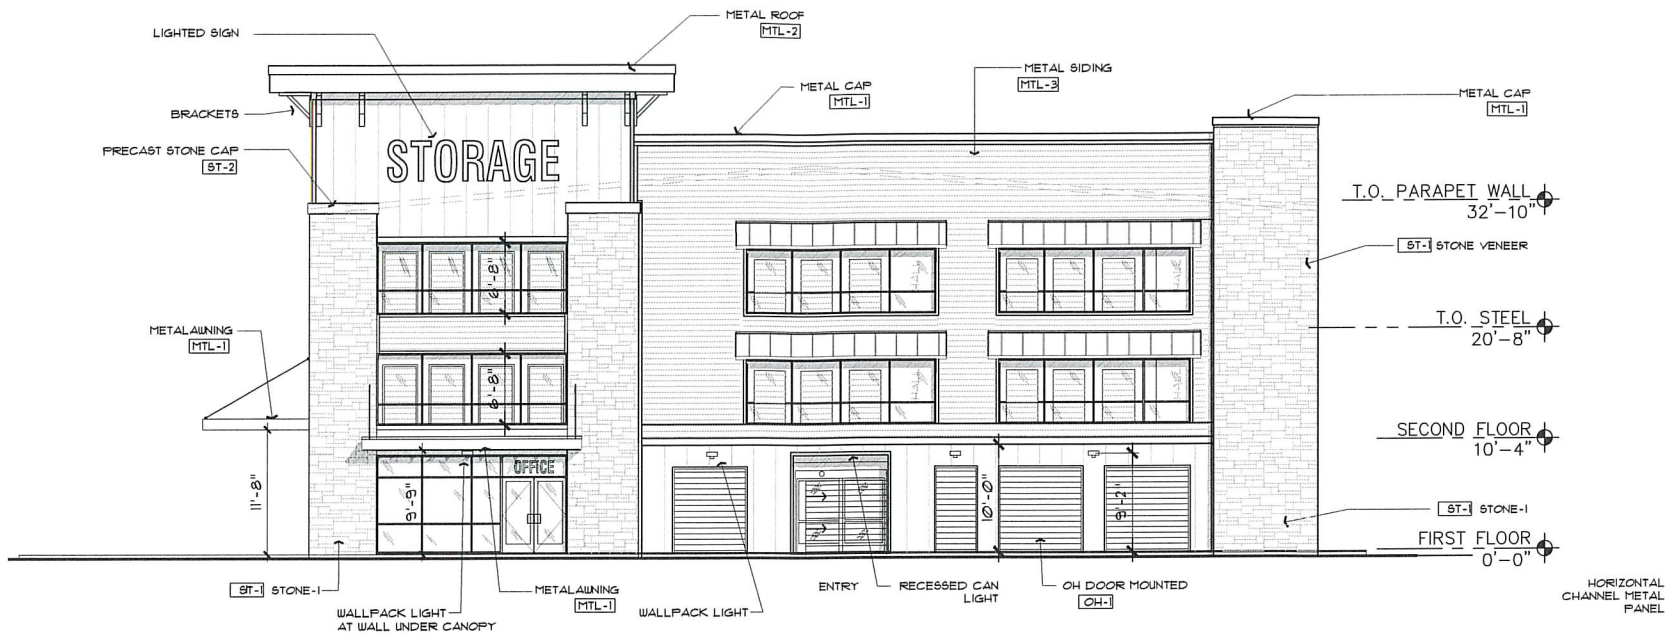 METAL ROOF
MTL-2
LIGHTED SIGN
METAL SIDING
MTL-3
METAL CAP
MTL-1
METAL CAP
MTL-1
BRACKETS
PRECAST STONE CAP
ST-2
STORAGE
T.O. PARAPET WALL
32'-10"
ST-1 STONE VENEER
6'-8"
METALAWNING
MTL-1
T.O. STEEL
20'-8"
6'-8"
SECOND FLOOR
10'-4"
OFFICE
11'-8"
9'-9"
10'-0"
9'-2"
ST-1 STONE-1
FIRST FLOOR
0'-0"
ST-1 STONE-1
METALAWNING
MTL-1
WALLPACK LIGHT
AT WALL UNDER CANOPY
WALLPACK LIGHT
ENTRY
RECESSED CAN
LIGHT
OH DOOR MOUNTED
OH-1
HORIZONTAL
CHANNEL METAL
PANEL